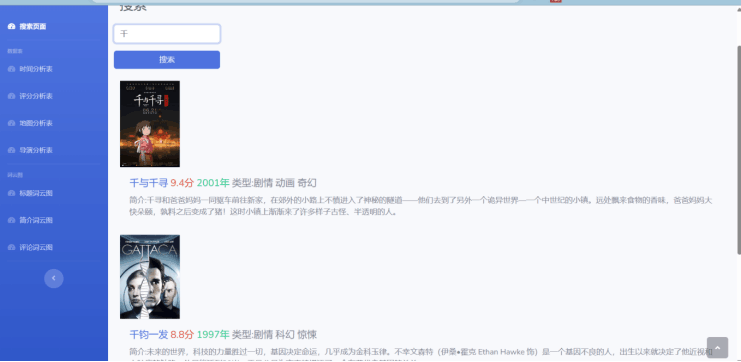 搜索
搜索页面
数据表
时间分析表
评分分析表
地图分析表
导演分析表
词云图
标题词云图
简介词云图
评论词云图
千
搜索
千与千寻
千与千寻 9.4分 2001年 类型:剧情 动画 奇幻
简介:千寻和爸爸妈妈一同驱车前往新家，在郊外的小路上不慎进入了神秘的隧道——他们去到了另外一个诡异世界—一个中世纪的小镇。远处飘来食物的香味，爸爸妈妈大
快朵颐，孰料之后变成了猪！这时小镇上渐渐来了许多样子古怪、半透明的人。
GATTACA
千钧一发 8.8分 1997年 类型:剧情 科幻 惊悚
简介:未来的世界，科技的力量胜过一切，基因决定命运，几乎成为金科玉律。不幸文森特（伊桑•霍克 Ethan Hawke 饰）是一个基因不良的人，出生以来就决定了他近视和